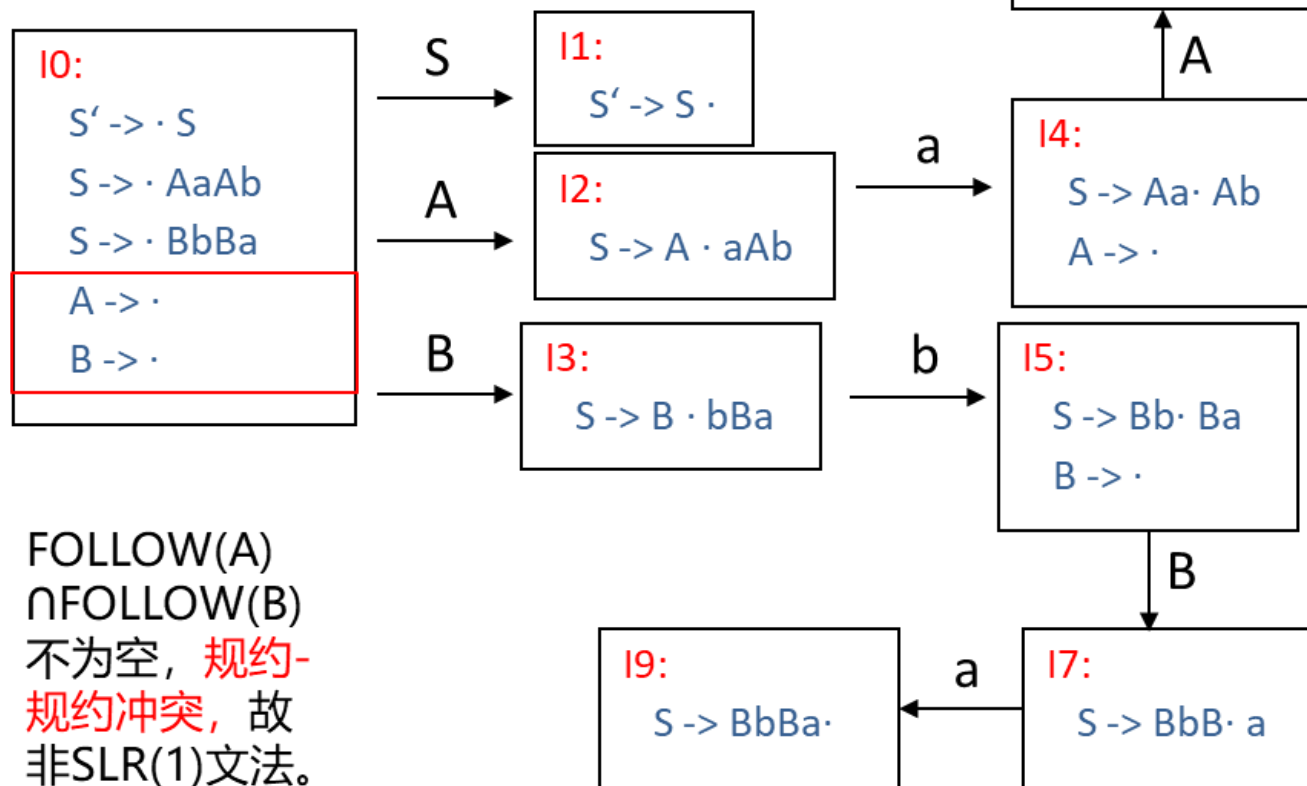 I0:
S‘ -> · S
S -> · AaAb
S -> · BbBa
A -> ·
B -> ·
S
I1:
S‘ -> S ·
A
I2:
S -> A · aAb
B
I3:
S -> B · bBa
a
I4:
S -> Aa· Ab
A -> ·
A
b
I5:
S -> Bb· Ba
B -> ·
B
I7:
S -> BbB· a
a
I9:
S -> BbBa·
FOLLOW(A)
∩FOLLOW(B)
不为空，规约-
规约冲突，故
非SLR(1)文法。